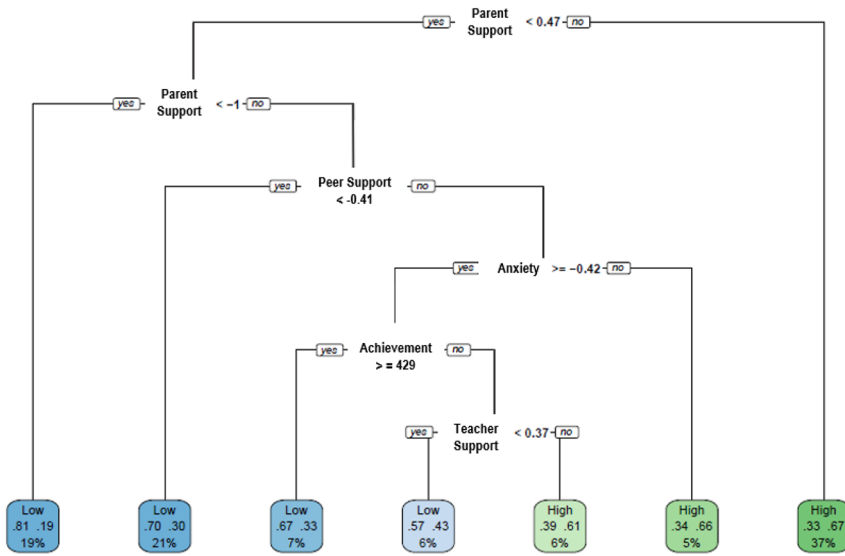 Parent
Support
yes
< 0.47
no
Parent
Support
yes
< −1
no
Peer Support
< -0.41
yes
no
yes
Anxiety
>= −0.42
no
yes
Achievement
> = 429
no
yes
Teacher
Support
< 0.37
no
Low
.81 .19
19%
Low
.70 .30
21%
Low
.67 .33
7%
Low
.57 .43
6%
High
.39 .61
6%
High
.34 .66
5%
High
.33 .67
37%